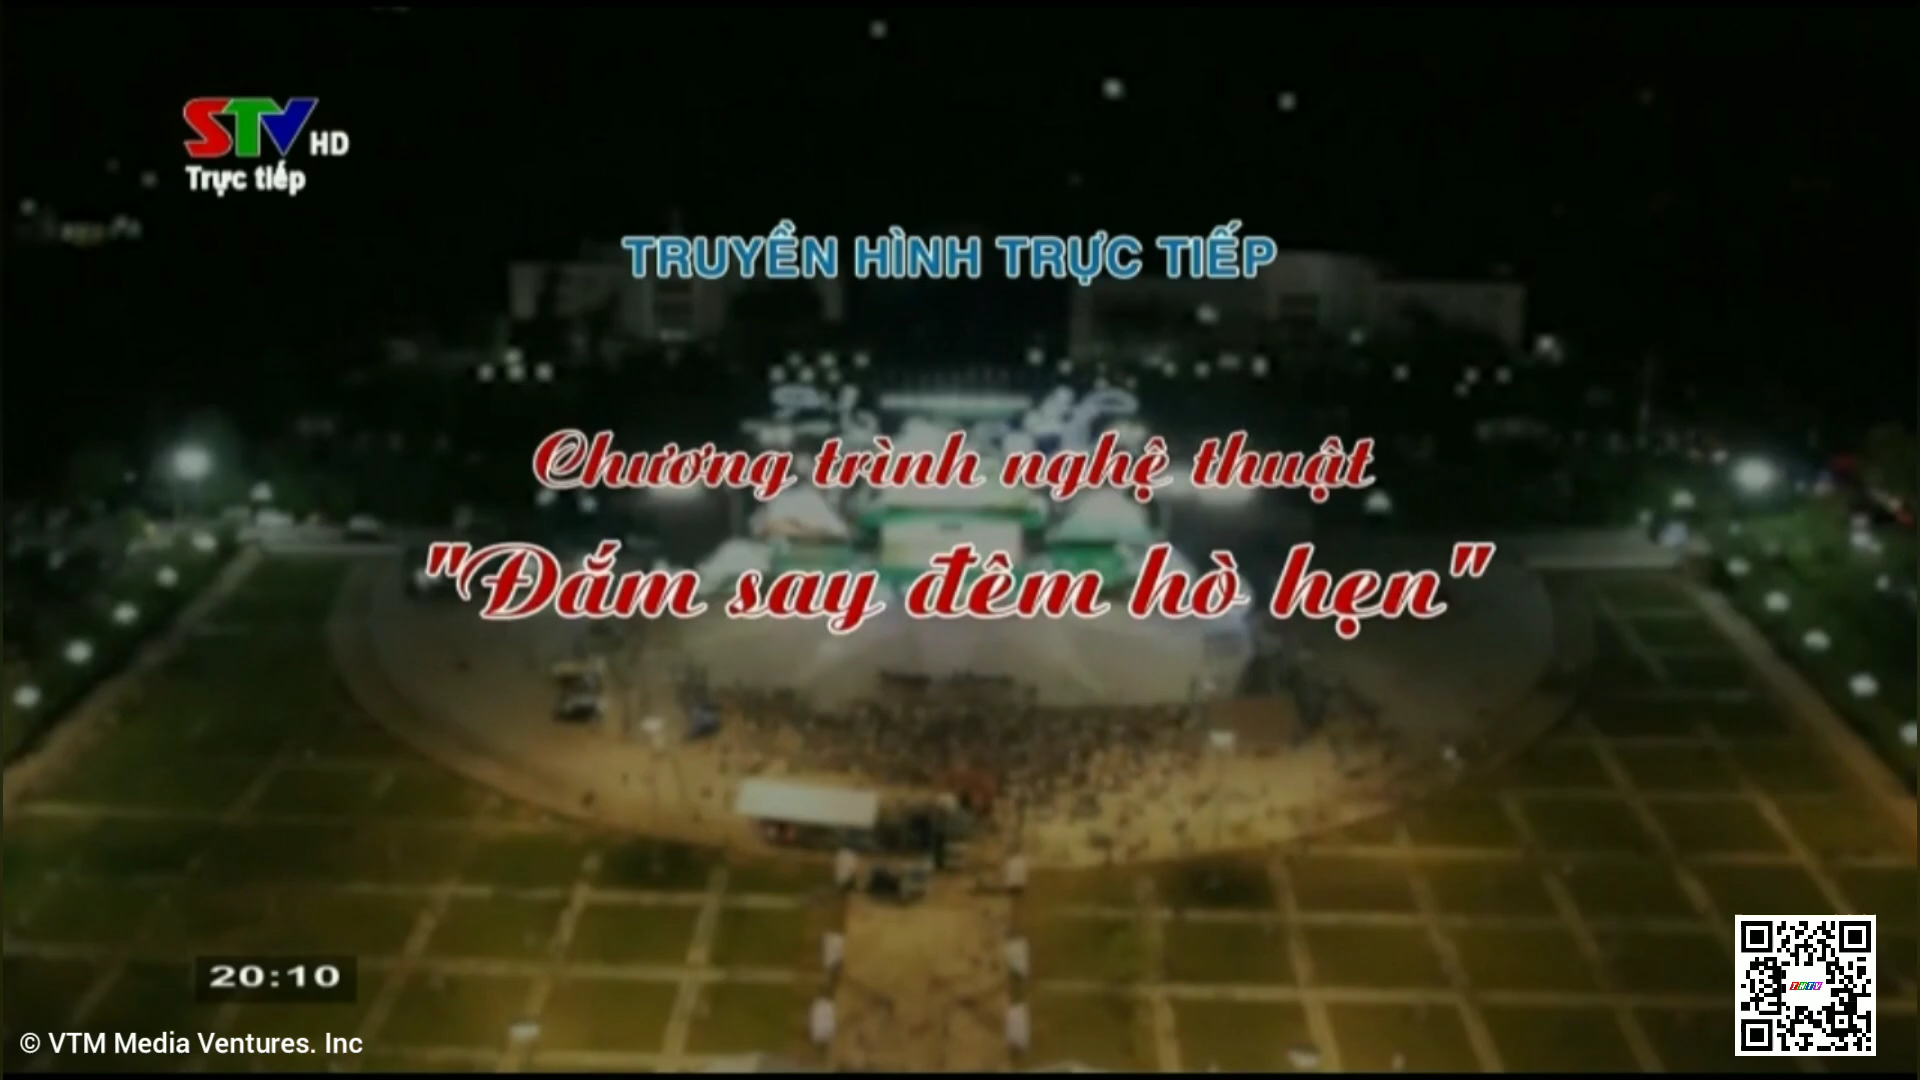 STV HD
Trực tiếp
TRUYỀN HÌNH TRỰC TIẾP
Chương trình nghệ thuật
"Đắm say đêm hò hẹn"
20:10
THTV
© VTM Media Ventures. Inc